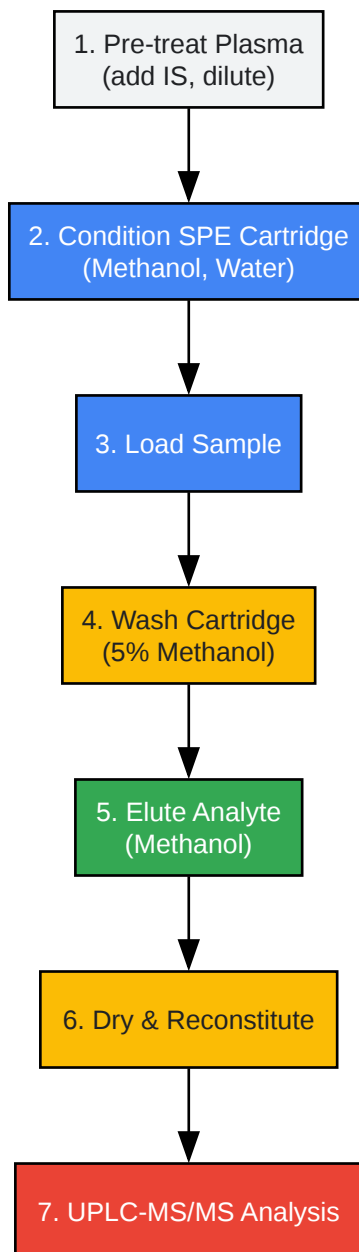 1. Pre-treat Plasma
(add IS, dilute)
2. Condition SPE Cartridge
(Methanol, Water)
3. Load Sample
4. Wash Cartridge
(5% Methanol)
5. Elute Analyte
(Methanol)
6. Dry & Reconstitute
7. UPLC-MS/MS Analysis